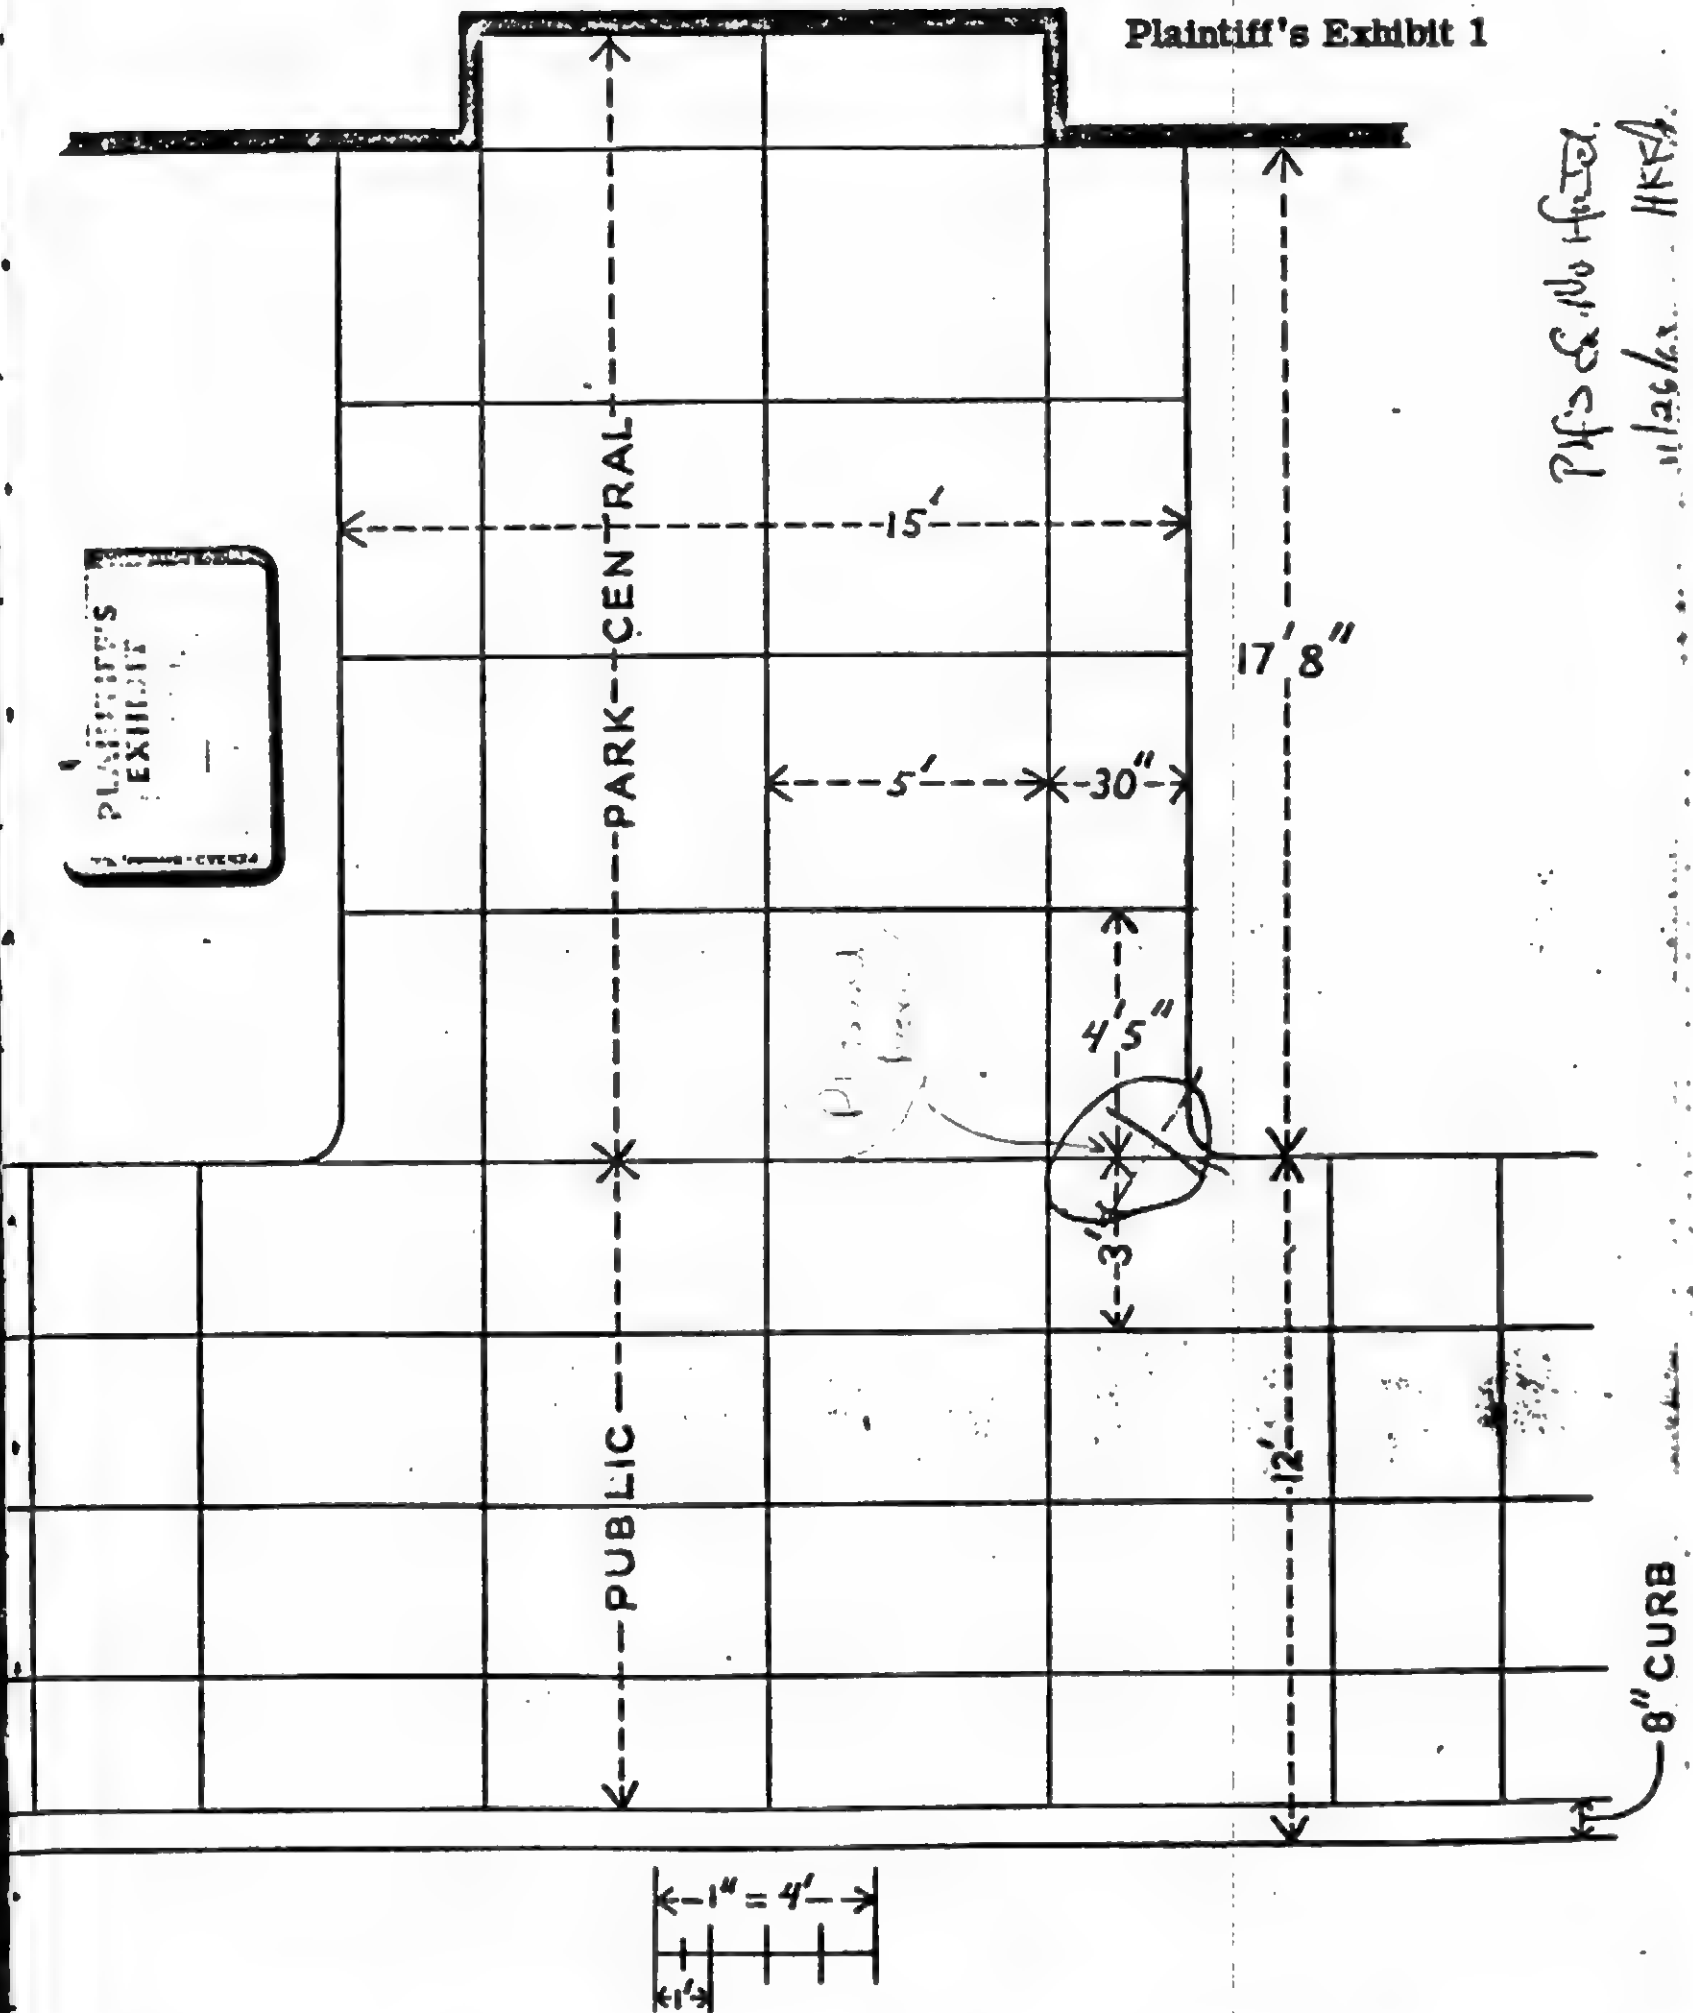 Plaintiff's Exhibit 1
PLAINTIFF'S
EXHIBIT
1
PARK CENTRAL
15'
17' 8"
5'
30"
4' 5"
3'
PUBLIC
12'
8" CURB
1" = 4'
1'